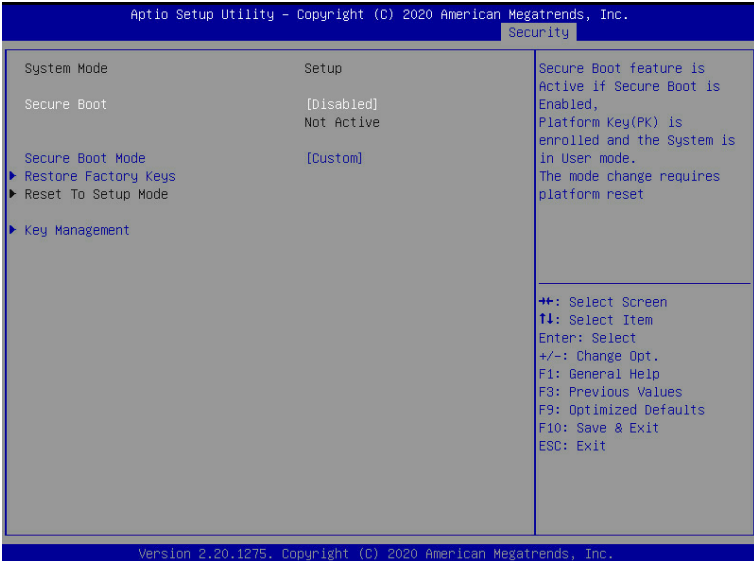 Aptio Setup Utility – Copyright (C) 2020 American Megatrends, Inc.
Security
System Mode Setup
Secure Boot [Disabled]
Not Active
Secure Boot Mode [Custom]
Restore Factory Keys
Reset To Setup Mode
Key Management
Secure Boot feature is
Active if Secure Boot is
Enabled,
Platform Key(PK) is
enrolled and the System is
in User mode.
The mode change requires
platform reset
→←: Select Screen
↑↓: Select Item
Enter: Select
+/-: Change Opt.
F1: General Help
F3: Previous Values
F9: Optimized Defaults
F10: Save & Exit
ESC: Exit
Version 2.20.1275. Copyright (C) 2020 American Megatrends, Inc.